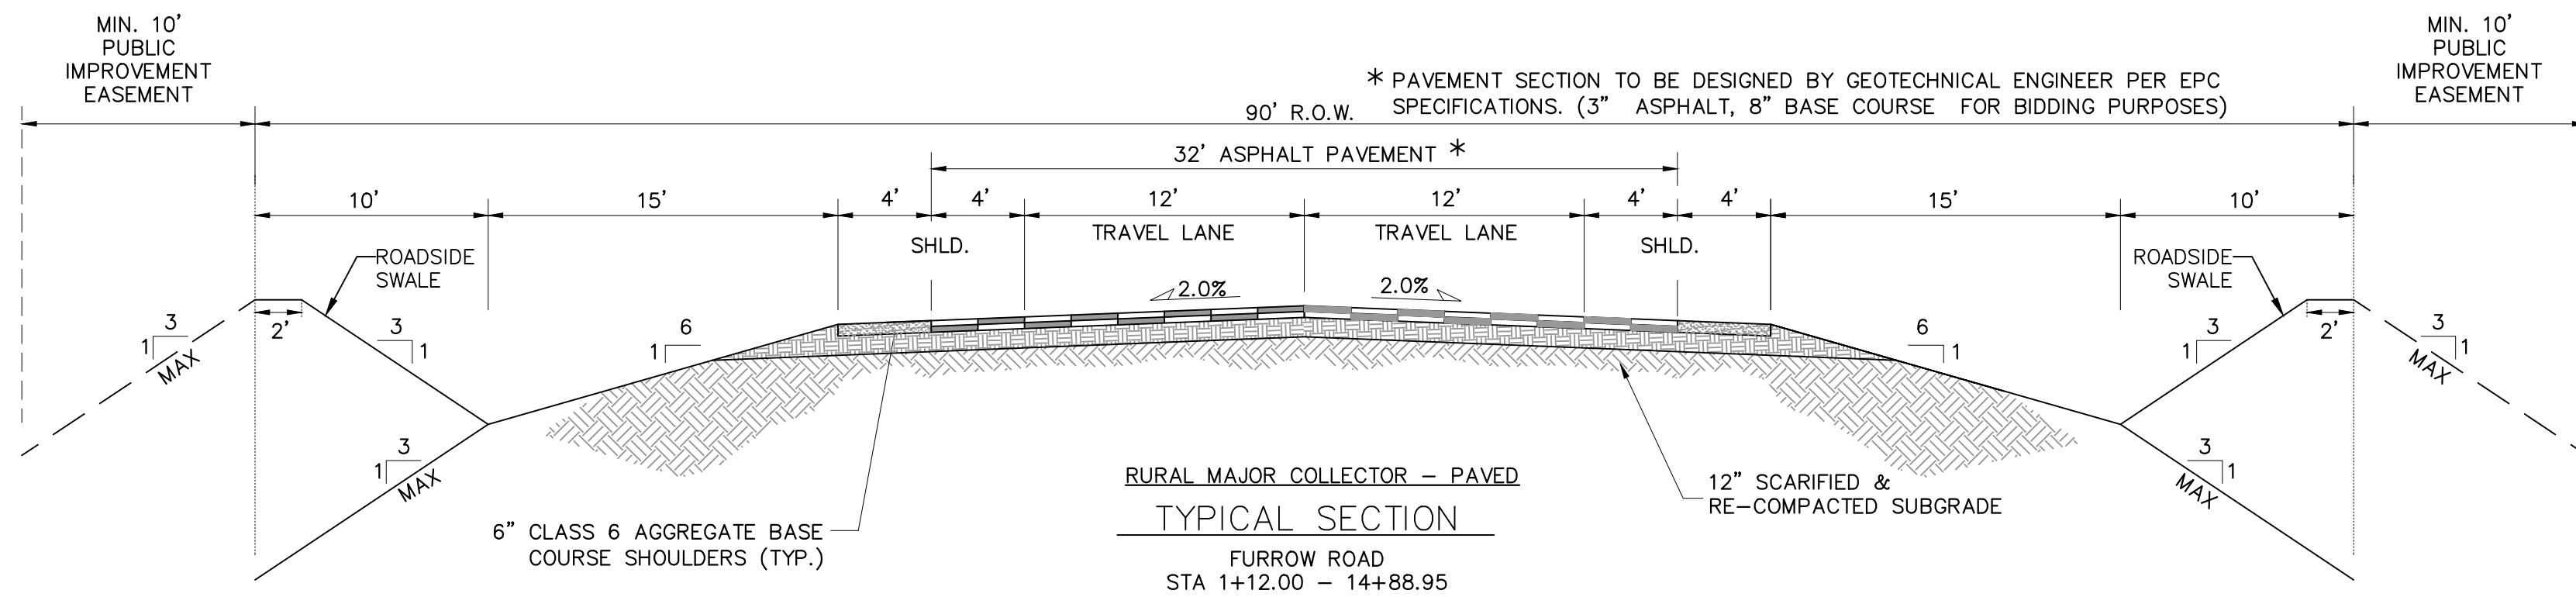 MIN. 10'
PUBLIC
IMPROVEMENT
EASEMENT
MIN. 10'
PUBLIC
IMPROVEMENT
EASEMENT
* PAVEMENT SECTION TO BE DESIGNED BY GEOTECHNICAL ENGINEER PER EPC
SPECIFICATIONS. (3" ASPHALT, 8" BASE COURSE FOR BIDDING PURPOSES)
90' R.O.W.
32' ASPHALT PAVEMENT *
10' 15' 4' 4' 12' 12' 4' 4' 15' 10'
SHLD. TRAVEL LANE TRAVEL LANE SHLD.
ROADSIDE
SWALE
ROADSIDE
SWALE
2.0% 2.0%
2' 2'
3
1
MAX
3
1
6
1
6
1
3
1
3
1
MAX
3
1
MAX
3
1
MAX
RURAL MAJOR COLLECTOR – PAVED
TYPICAL SECTION
FURROW ROAD
STA 1+12.00 – 14+88.95
6" CLASS 6 AGGREGATE BASE
COURSE SHOULDERS (TYP.)
12" SCARIFIED &
RE-COMPACTED SUBGRADE